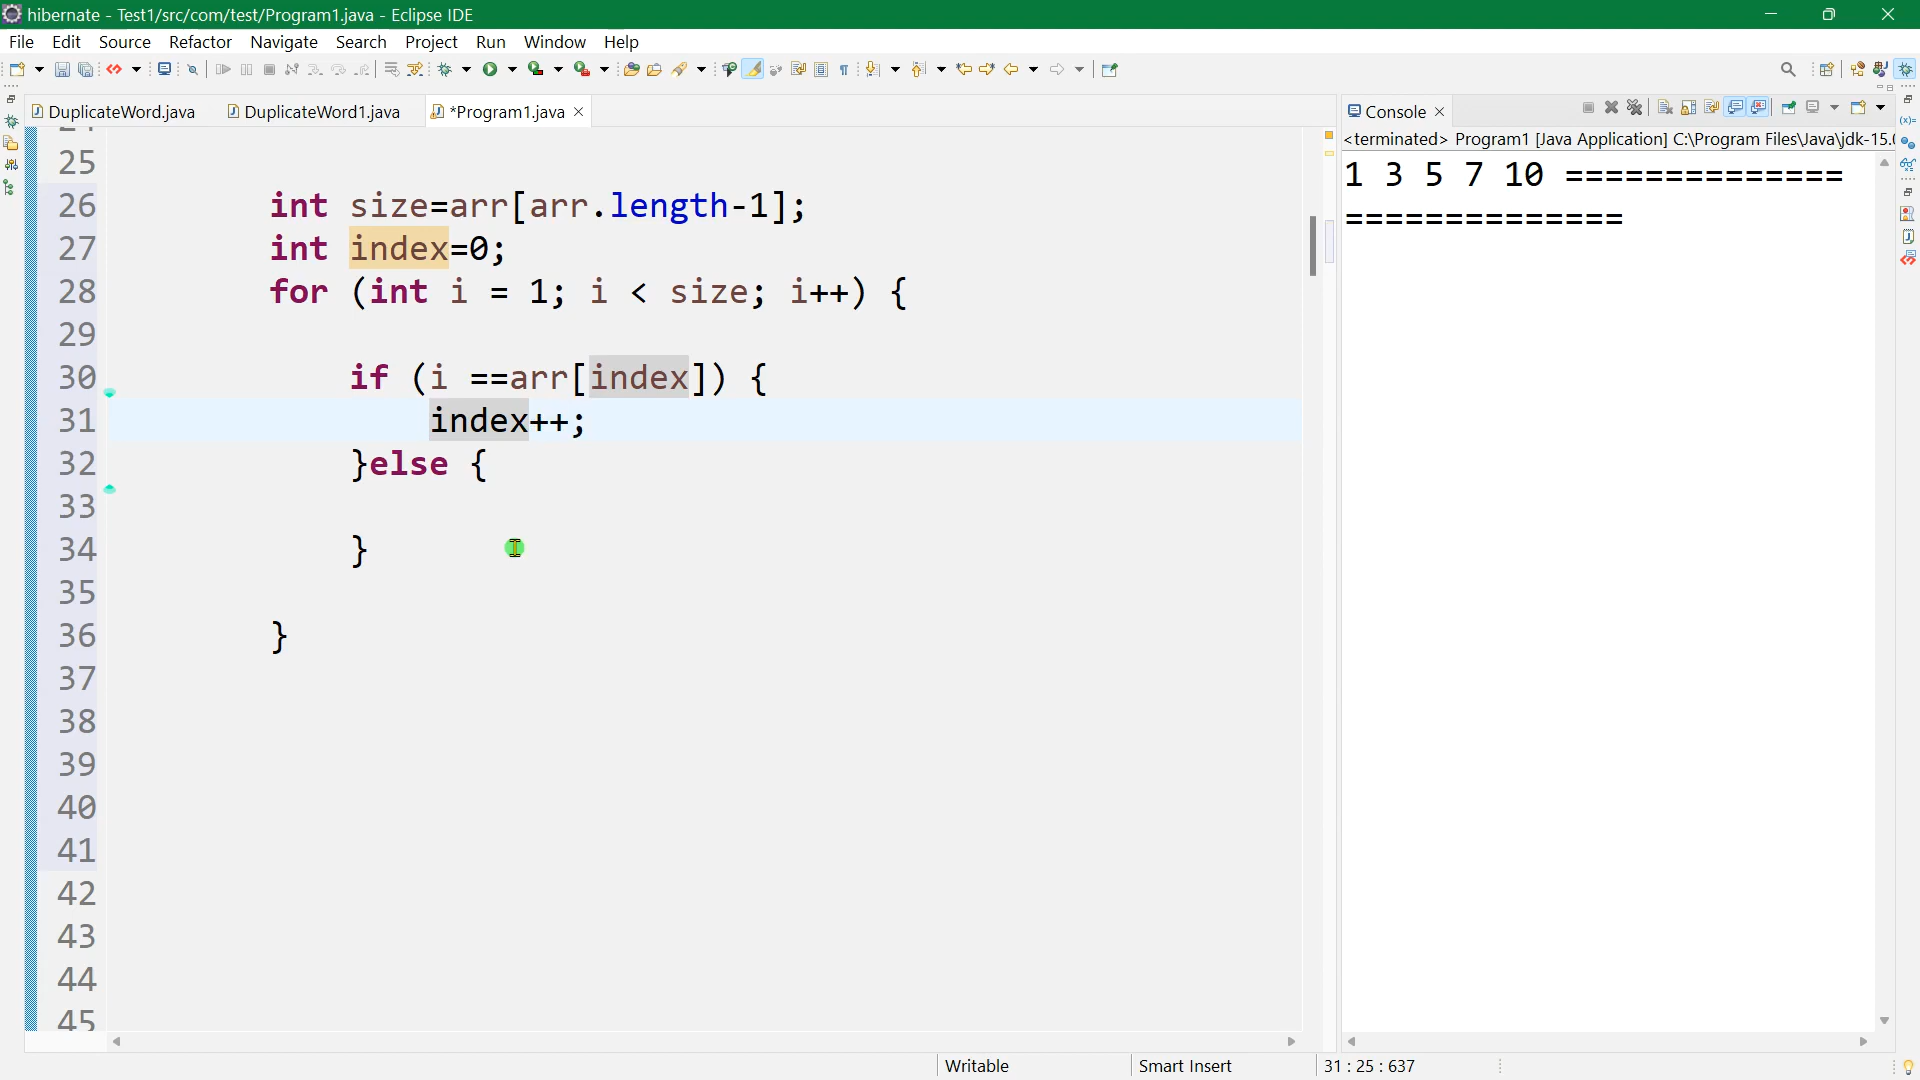 hibernate - Test1/src/com/test/Program1.java - Eclipse IDE
File Edit Source Refactor Navigate Search Project Run Window Help
DuplicateWord.java DuplicateWord1.java *Program1.java
25
26 int size=arr[arr.length-1];
27 int index=0;
28 for (int i = 1; i < size; i++) {
29
30 if (i ==arr[index]) {
31 index++;
32 }else {
33
34 }
35
36 }
37
38
39
40
41
42
43
44
45
Console
<terminated> Program1 [Java Application] C:\Program Files\Java\jdk-15.
1 3 5 7 10 ==============
==============
Writable Smart Insert 31 : 25 : 637